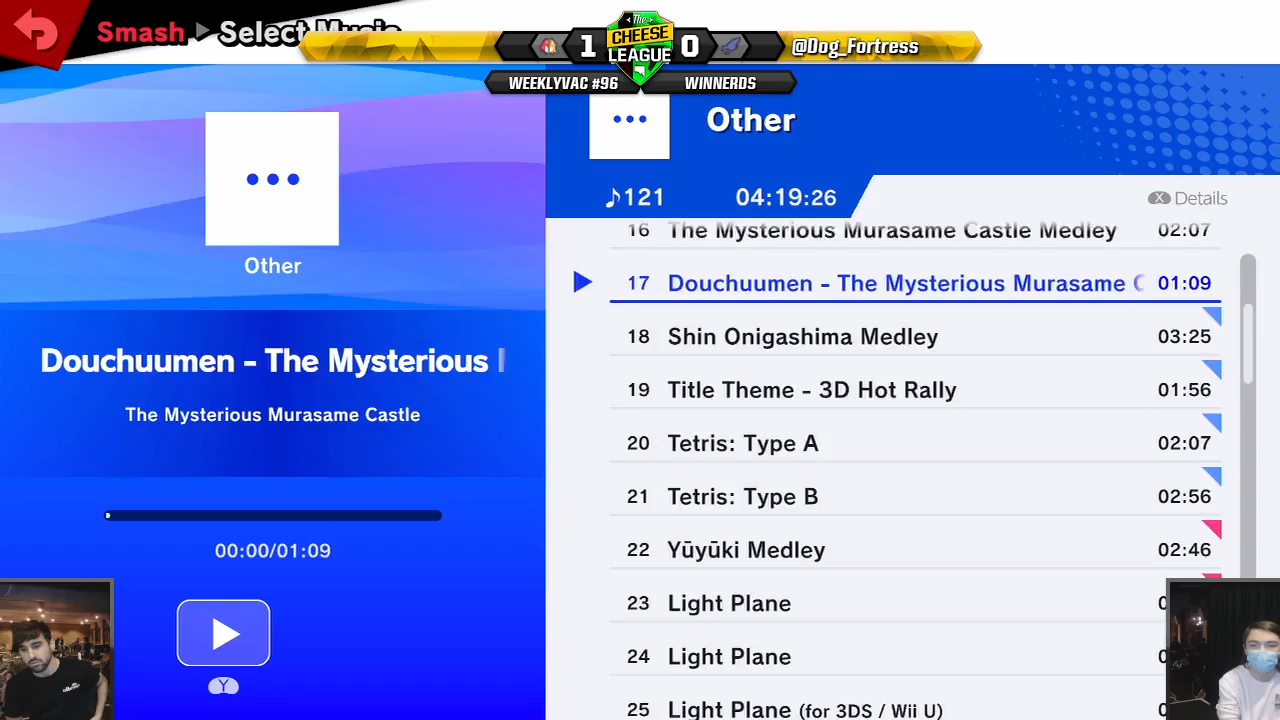 Smash
Select Music
1
The
CHEESE
LEAGUE
0
@Dog_Fortress
WEEKLYVAC #96
WINNERDS
Other
Douchuumen - The Mysterious
The Mysterious Murasame Castle
00:00/01:09
Y
Other
♪121 04:19:26
X Details
16 The Mysterious Murasame Castle Medley 02:07
17 Douchuumen - The Mysterious Murasame 01:09
18 Shin Onigashima Medley 03:25
19 Title Theme - 3D Hot Rally 01:56
20 Tetris: Type A 02:07
21 Tetris: Type B 02:56
22 Yūyūki Medley 02:46
23 Light Plane
24 Light Plane
25 Light Plane (for 3DS / Wii U)